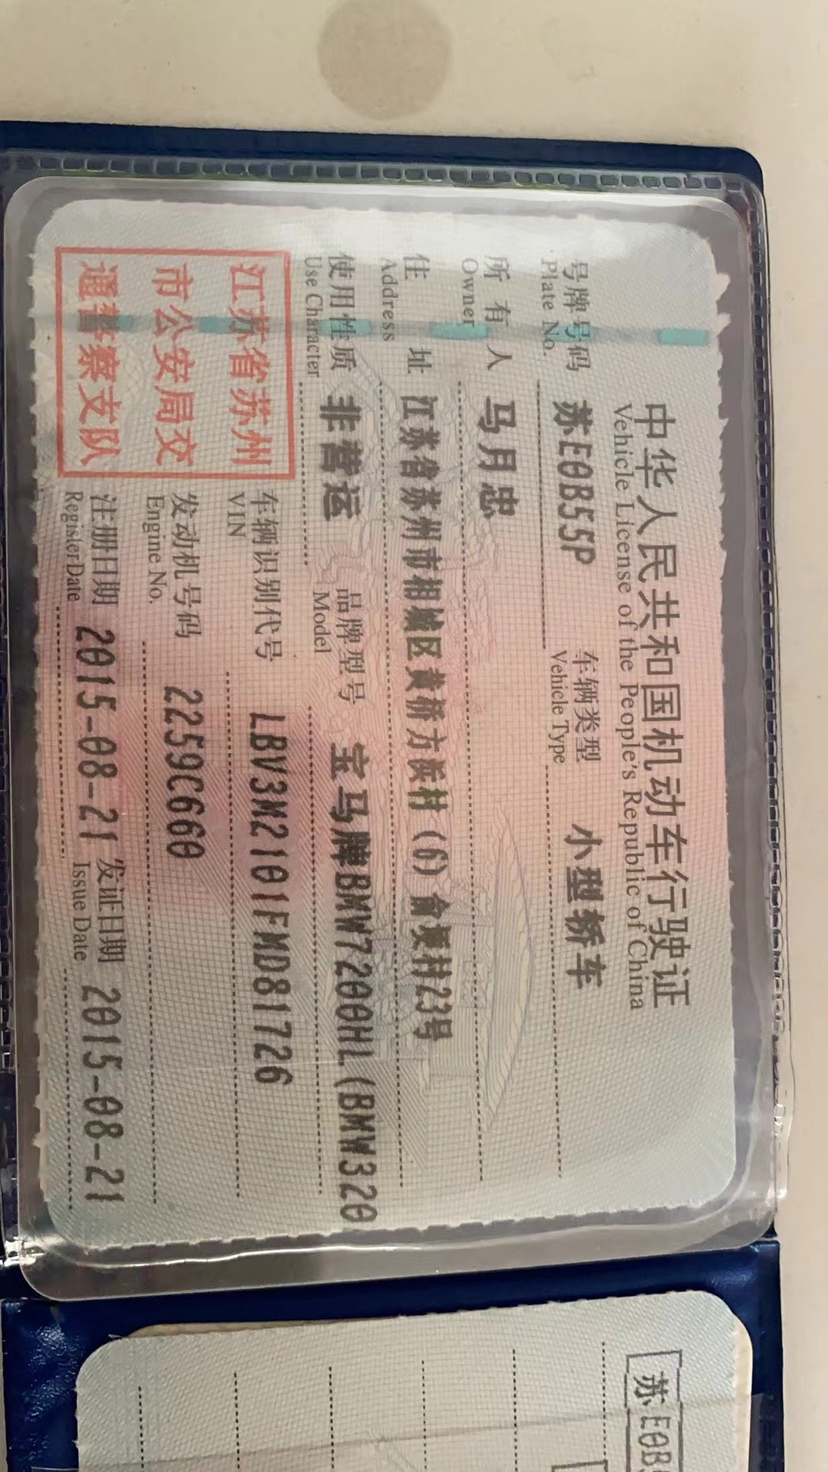 中华人民共和国机动车行驶证
Vehicle License of the People's Republic of China
号牌号码 苏E0B55P 车辆类型 小型轿车
Plate No. Vehicle Type
所有人 马月忠
Owner
住址 江苏省苏州市相城区黄桥方浜村(6)俞埂村23号
Address
使用性质 非营运 品牌型号 宝马牌BMW7200HL(BMW320
Use Character Model
江苏省苏州
市公安局交
通警察支队
车辆识别代号 LBV3M2101FMD81726
VIN
发动机号码 2259C660
Engine No.
注册日期 2015-08-21 发证日期 2015-08-21
Register Date Issue Date
苏E0B5